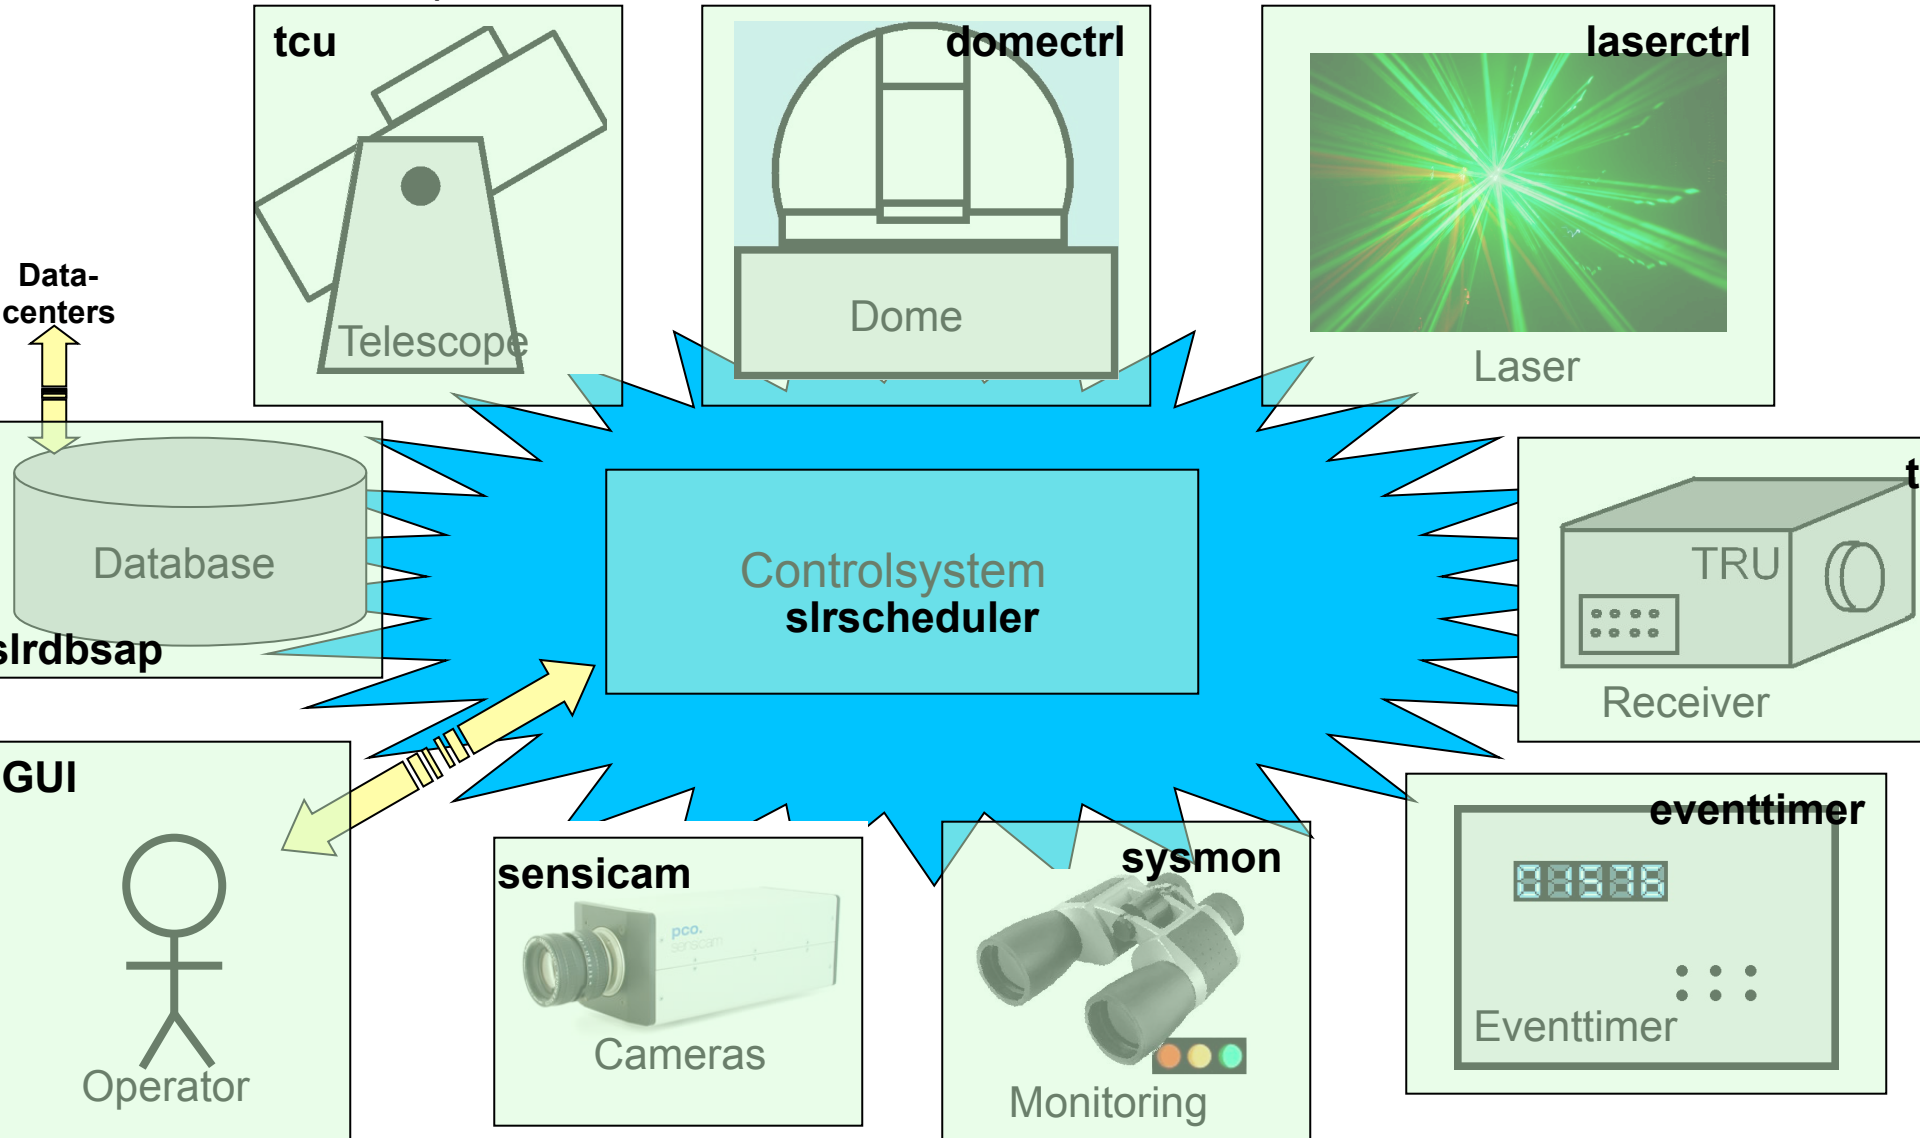 tcu
Telescope
domectrl
Dome
laserctrl
Laser
Data-
centers
Database
slrdbsap
Controlsystem
slrscheduler
t
TRU
Receiver
GUI
Operator
sensicam
pco.
sensicam
Cameras
sysmon
Monitoring
eventtimer
Eventtimer